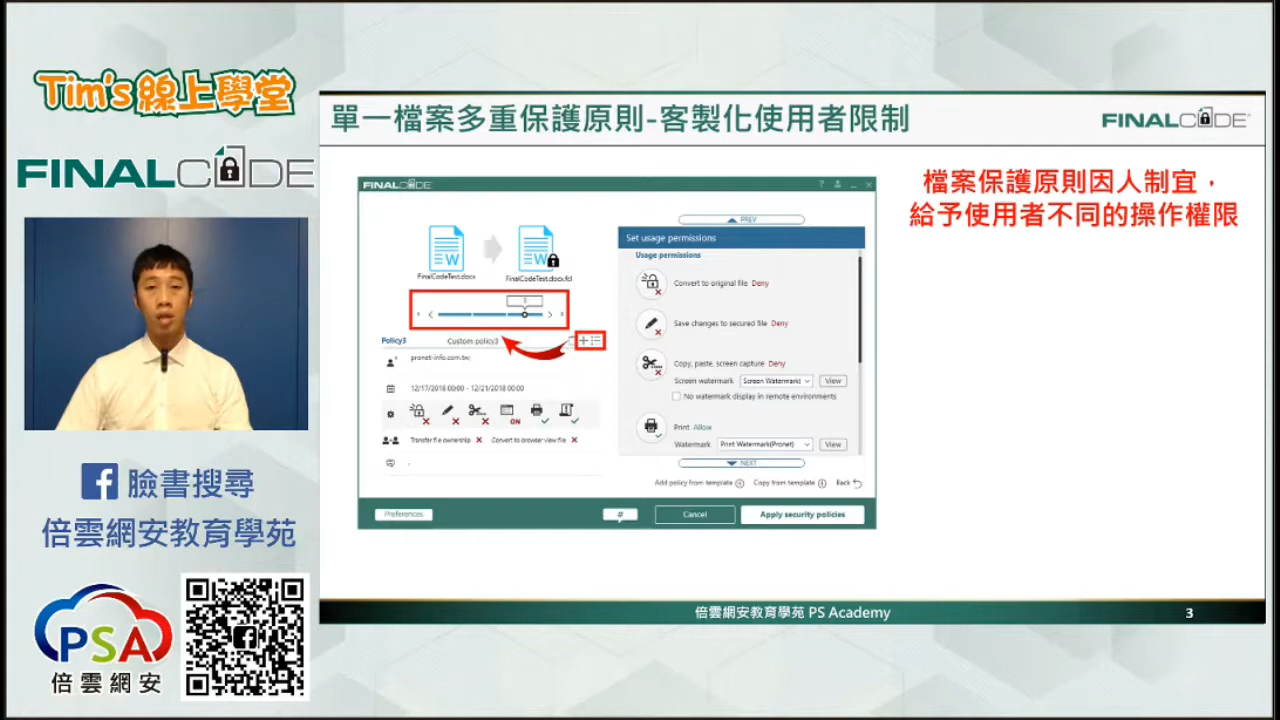 Tim's線上學堂
FINALCODE
臉書搜尋
倍雲網安教育學苑
PSA
倍雲網安
單一檔案多重保護原則-客製化使用者限制
FINALCODE
檔案保護原則因人制宜，
給予使用者不同的操作權限
FINALCODE
FinalCodeTest.docx
FinalCodeTest.docx.fcl
3
Policy3
Custom policy3
pronet-info.com.tw;
12/17/2018 00:00 - 12/21/2018 00:00
ON
Transfer file ownership
Convert to browser view file
PREV
Set usage permissions
Usage permissions
Convert to original file Deny
Save changes to secured file Deny
Copy, paste, screen capture Deny
Screen watermark Screen Watermark( View
No watermark display in remote environments
Print Allow
Watermark Print Watermark(Pronet) View
NEXT
Add policy from template
Copy from template
Back
Preferences
#
Cancel
Apply security policies
倍雲網安教育學苑 PS Academy
3